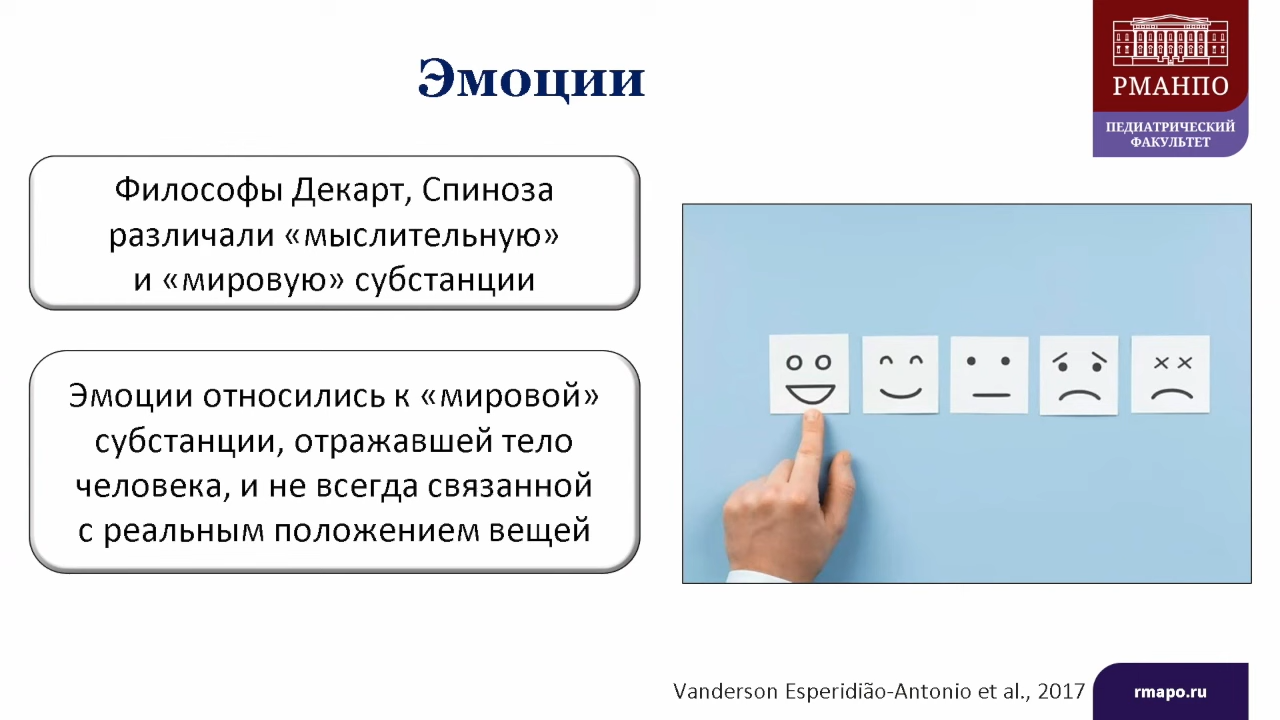 Эмоции
РМАНПО
ПЕДИАТРИЧЕСКИЙ
ФАКУЛЬТЕТ
Философы Декарт, Спиноза
различали «мыслительную»
и «мировую» субстанции
Эмоции относились к «мировой»
субстанции, отражавшей тело
человека, и не всегда связанной
с реальным положением вещей
Vanderson Esperidião-Antonio et al., 2017
rmapo.ru